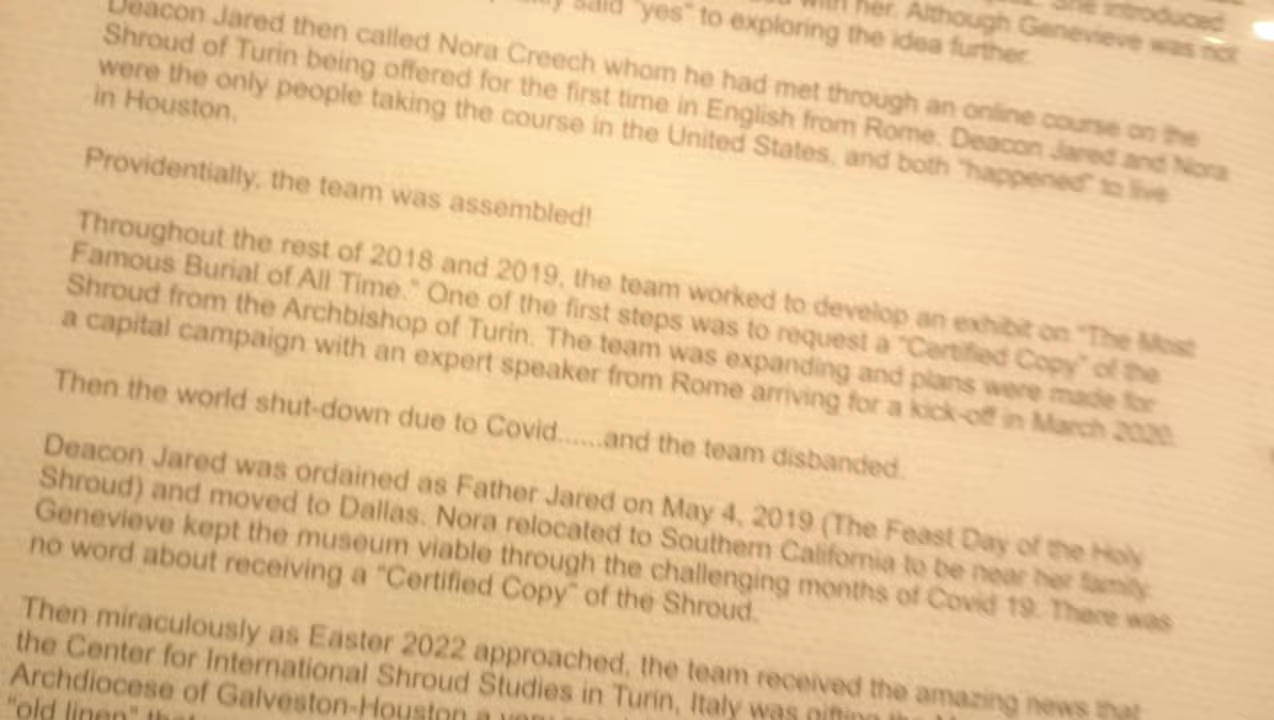 with her. Although Genevieve was not
said "yes" to exploring the idea further.
Deacon Jared then called Nora Creech whom he had met through an online course on the
Shroud of Turin being offered for the first time in English from Rome. Deacon Jared and Nora
were the only people taking the course in the United States, and both "happened" to live
in Houston.
Providentially, the team was assembled!
Throughout the rest of 2018 and 2019, the team worked to develop an exhibit on "The Most
Famous Burial of All Time." One of the first steps was to request a "Certified Copy" of the
Shroud from the Archbishop of Turin. The team was expanding and plans were made for
a capital campaign with an expert speaker from Rome arriving for a kick-off in March 2020.
Then the world shut-down due to Covid......and the team disbanded.
Deacon Jared was ordained as Father Jared on May 4, 2019 (The Feast Day of the Holy
Shroud) and moved to Dallas. Nora relocated to Southern California to be near her family.
Genevieve kept the museum viable through the challenging months of Covid 19. There was
no word about receiving a "Certified Copy" of the Shroud.
Then miraculously as Easter 2022 approached, the team received the amazing news that
the Center for International Shroud Studies in Turin, Italy was gifting the
Archdiocese of Galveston-Houston a very
"old linen" that